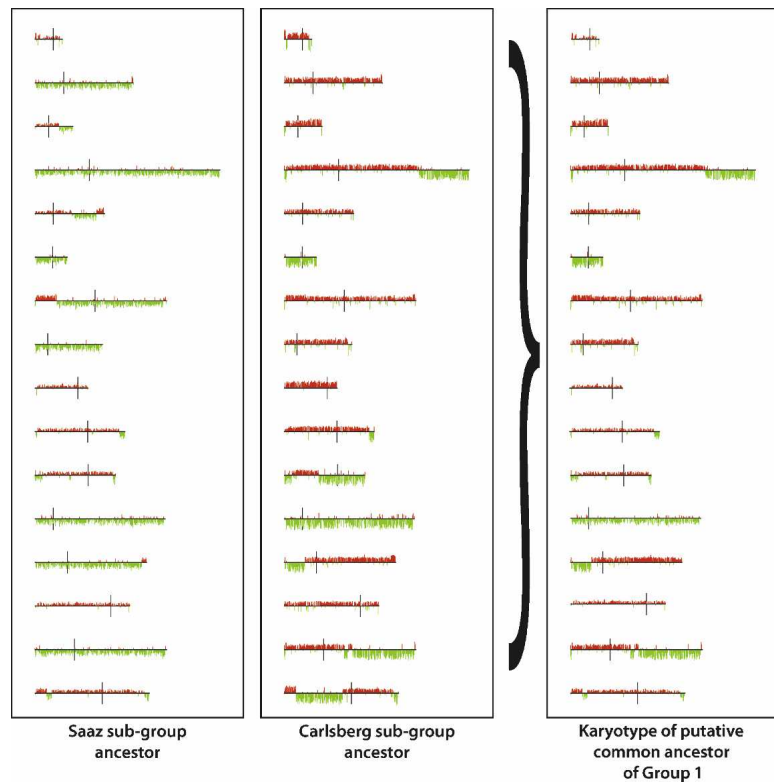 Saaz sub-group
ancestor
Carlsberg sub-group
ancestor
Karyotype of putative
common ancestor
of Group 1